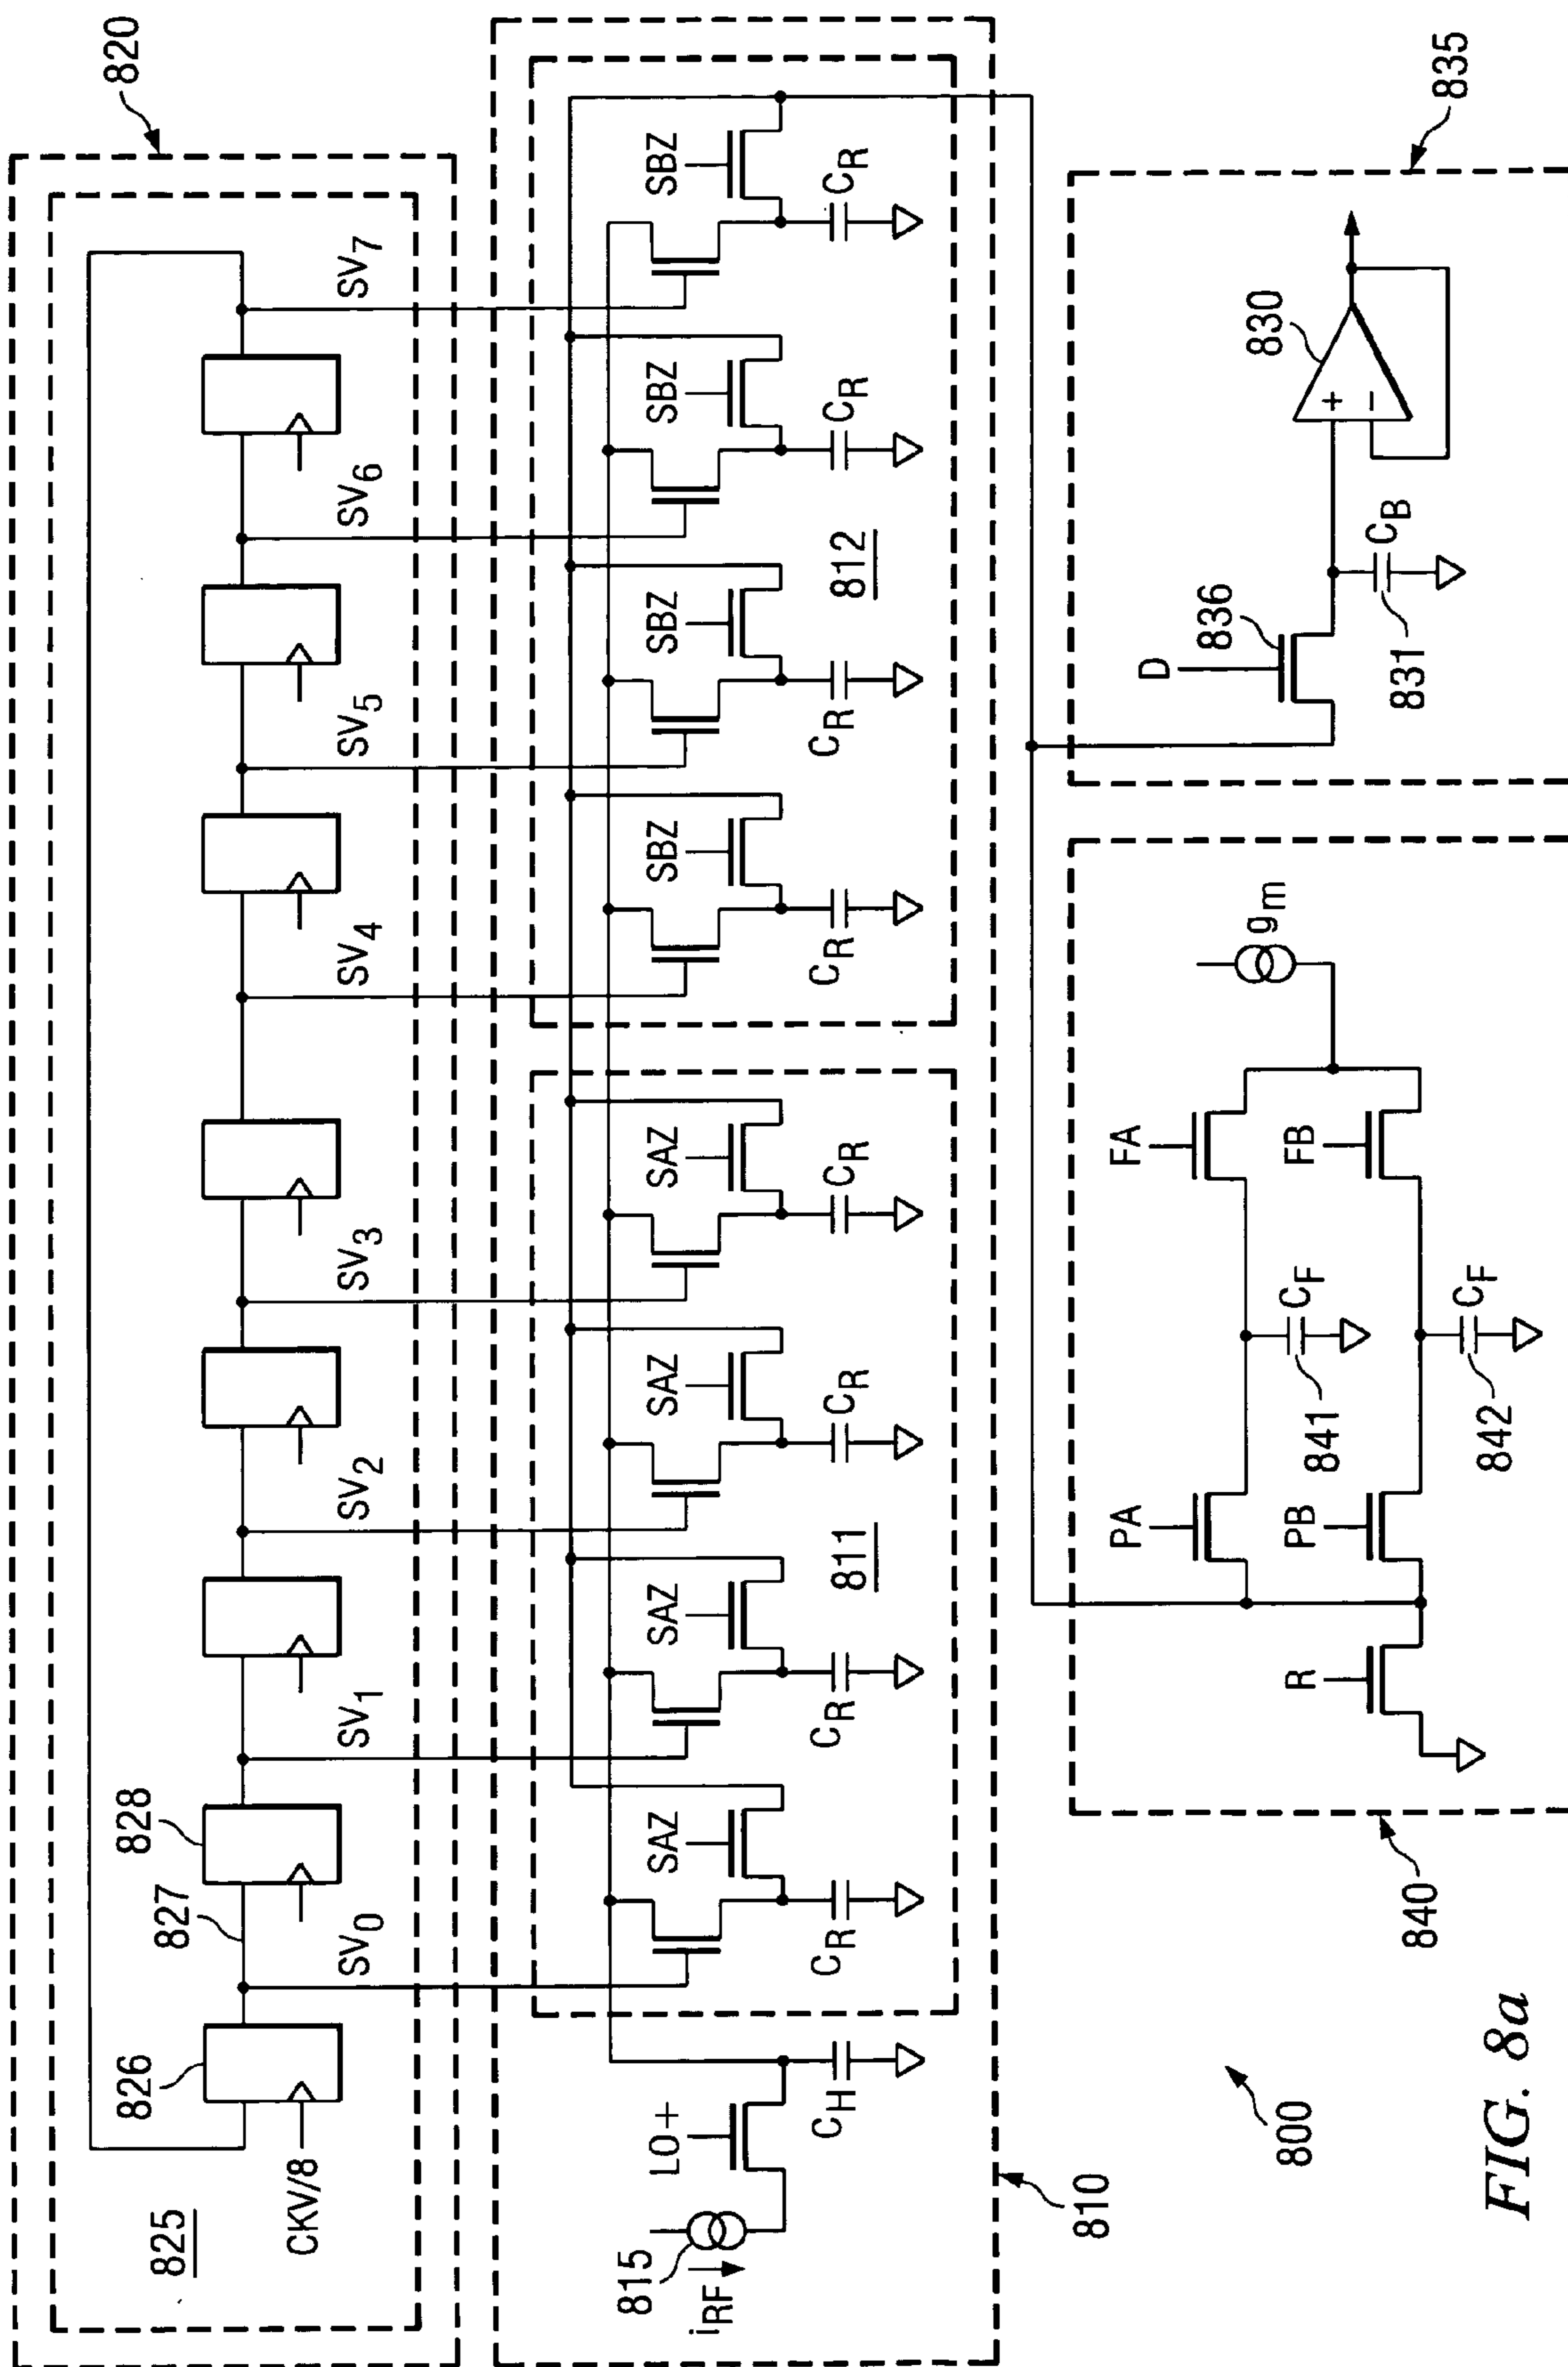 820
825
826
827
828
CKV/8
SV0
SV1
SV2
SV3
SV4
SV5
SV6
SV7
815
iRF
LO+
CH
SAZ
SAZ
SAZ
SAZ
SBZ
SBZ
SBZ
SBZ
CR
CR
CR
CR
CR
CR
CR
CR
811
812
810
R
PA
PB
FA
FB
841
CF
842
CF
gm
840
D
836
831
CB
830
+
−
835
800
FIG. 8a